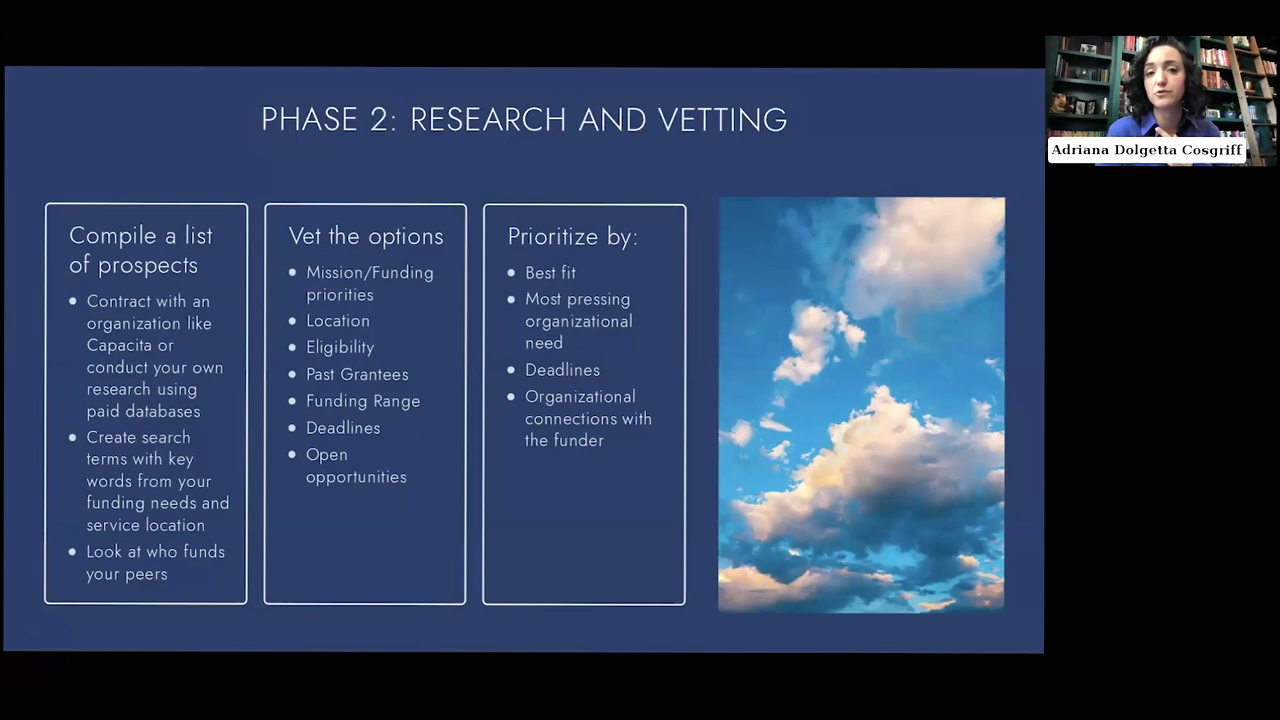 PHASE 2: RESEARCH AND VETTING
Compile a list
of prospects
Contract with an
organization like
Capacita or
conduct your own
research using
paid databases
Create search
terms with key
words from your
funding needs and
service location
Look at who funds
your peers
Vet the options
Mission/Funding
priorities
Location
Eligibility
Past Grantees
Funding Range
Deadlines
Open
opportunities
Prioritize by:
Best fit
Most pressing
organizational
need
Deadlines
Organizational
connections with
the funder
Adriana Dolgetta Cosgriff